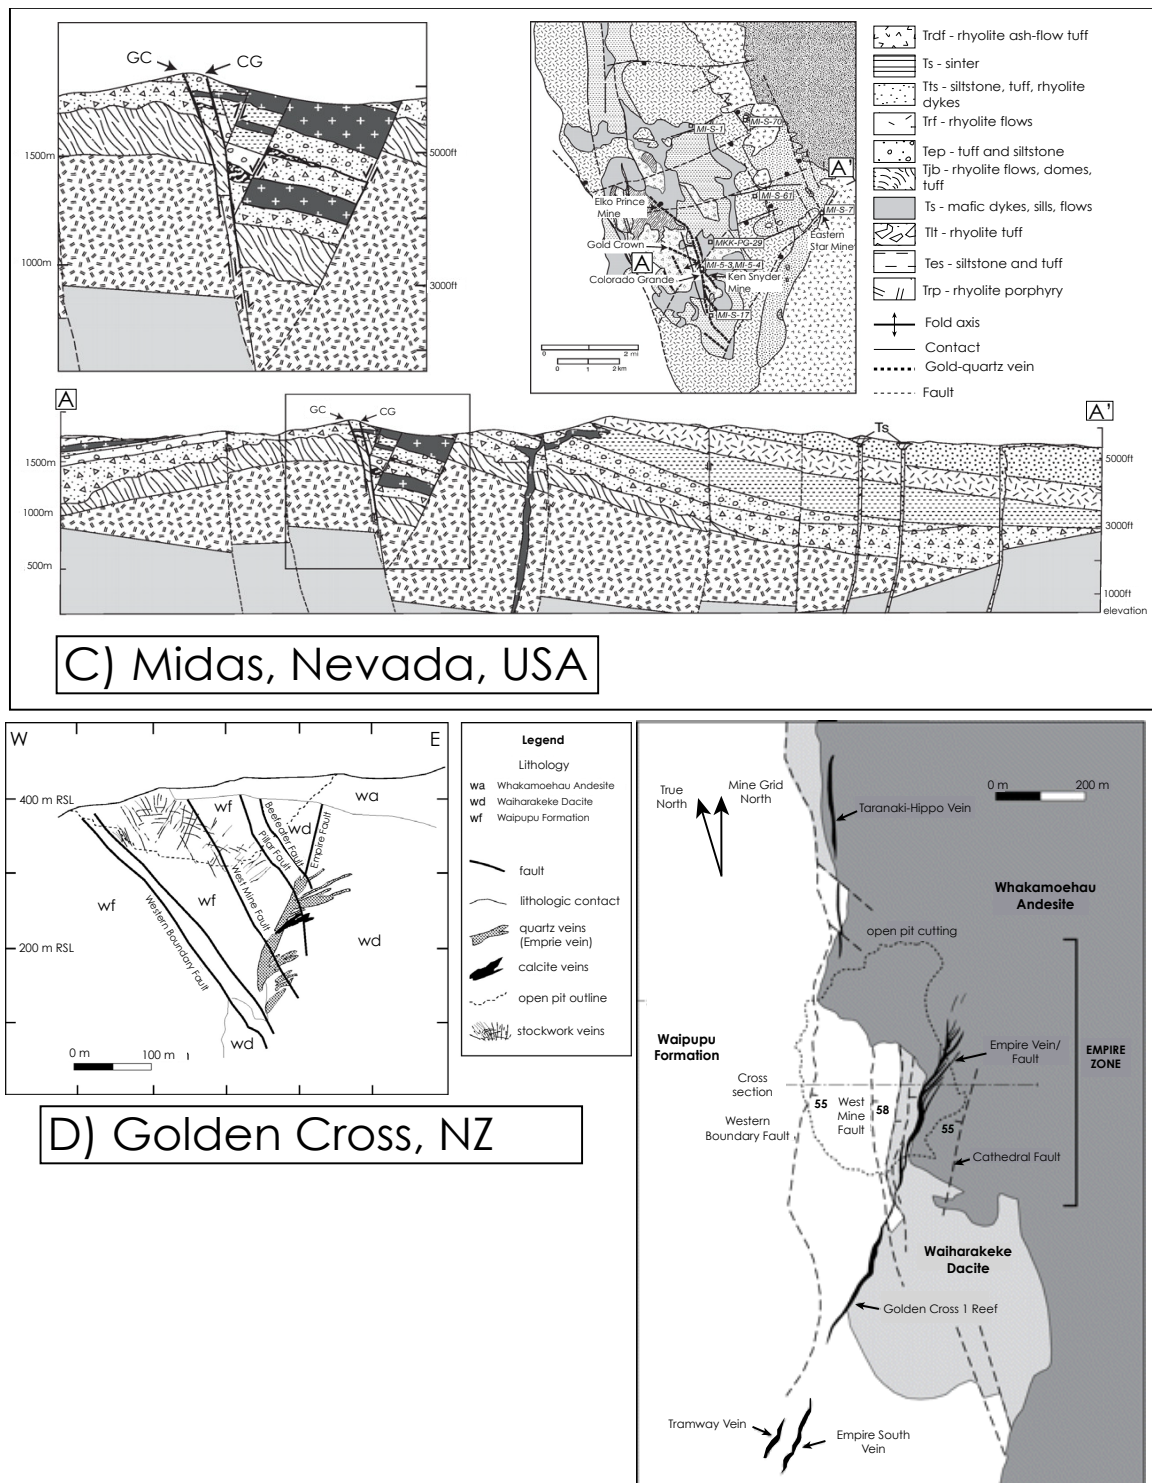 GC
CG
1500m
1000m
5000ft
3000ft
MI-S-1
MI-S-70
A'
MI-S-61
MI-S-7
Elko Prince
Mine
Eastern
Star Mine
Gold Crown
MKK-PG-29
A
MI-5-3,MI-5-4
Colorado Grande
Ken Snyder
Mine
MI-S-17
0
2 mi
0
1
2 km
Trdf - rhyolite ash-flow tuff
Ts - sinter
Tts - siltstone, tuff, rhyolite
dykes
Trf - rhyolite flows
Tep - tuff and siltstone
Tjb - rhyolite flows, domes,
tuff
Ts - mafic dykes, sills, flows
Tlt - rhyolite tuff
Tes - siltstone and tuff
Trp - rhyolite porphyry
Fold axis
Contact
Gold-quartz vein
Fault
A
GC
CG
Ts
A'
1500m
1000m
500m
5000ft
3000ft
1000ft
elevation
C) Midas, Nevada, USA
W
E
400 m RSL
200 m RSL
wa
wf
wd
Beefeater Fault
Pillar Fault
Empire Fault
West Mine Fault
Western Boundary Fault
wf
wf
wd
wd
0 m
100 m
Legend
Lithology
wa Whakamoehau Andesite
wd Waiharakeke Dacite
wf Waipupu Formation
fault
lithologic contact
quartz veins
(Emprie vein)
calcite veins
open pit outline
stockwork veins
D) Golden Cross, NZ
True
North
Mine Grid
North
0 m
200 m
Taranaki-Hippo Vein
Whakamoehau
Andesite
open pit cutting
Waipupu
Formation
Empire Vein/
Fault
EMPIRE
ZONE
Cross
section
Western
Boundary Fault
55
West
Mine
Fault
58
55
Cathedral Fault
Waiharakeke
Dacite
Golden Cross 1 Reef
Tramway Vein
Empire South
Vein